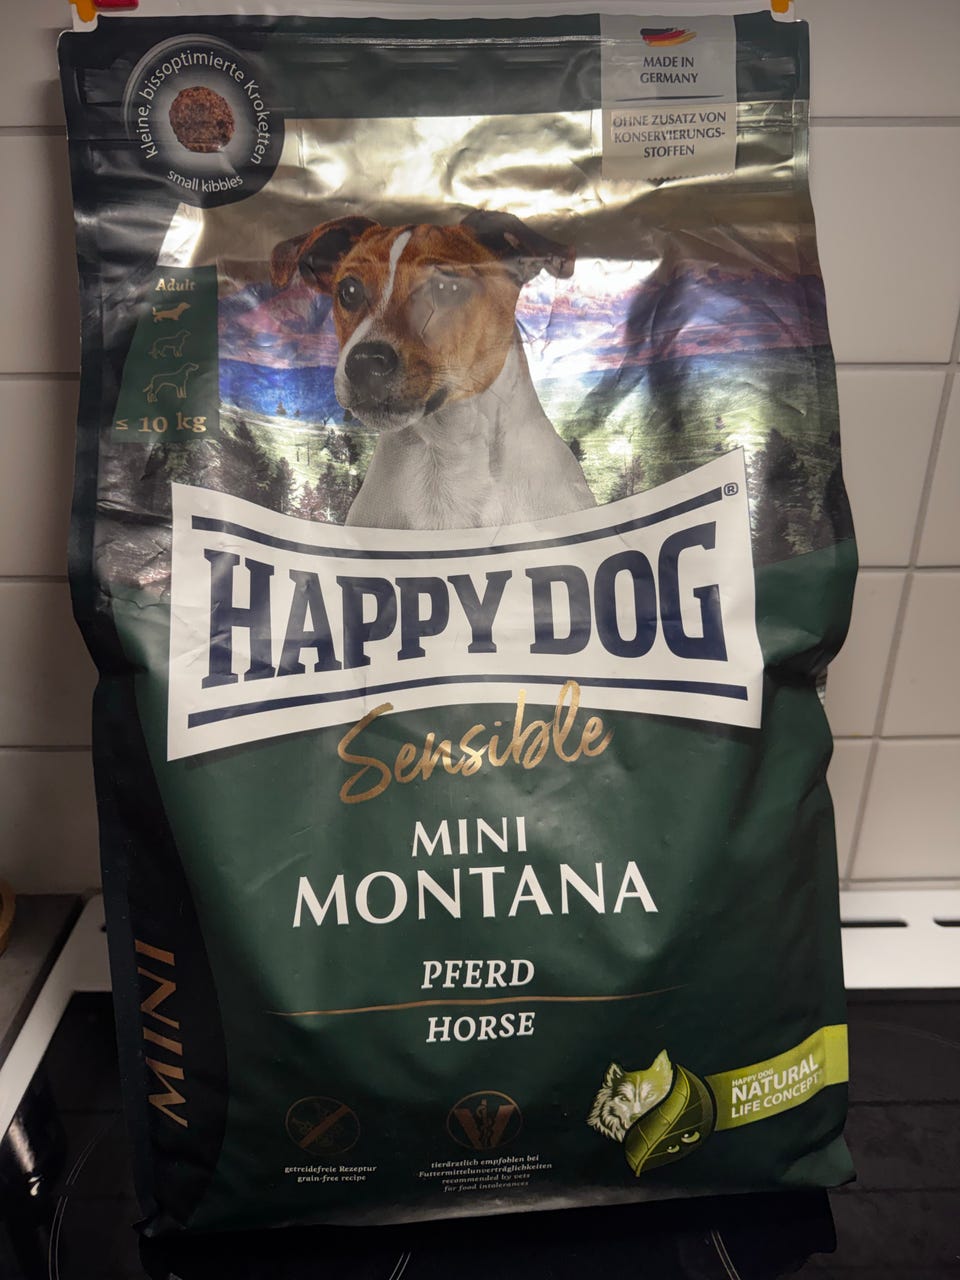 Kleine, bissoptimierte Kroketten
small kibbles
MADE IN
GERMANY
OHNE ZUSATZ VON
KONSERVIERUNGS-
STOFFEN
Adult
≤ 10 kg
HAPPY DOG®
Sensible
MINI
MONTANA
PFERD
HORSE
MINI
getreidefreie Rezeptur
grain-free recipe
tierärztlich empfohlen bei
Futtermittelunverträglichkeiten
recommended by vets
for food intolerances
HAPPY DOG
NATURAL
LIFE CONCEPT